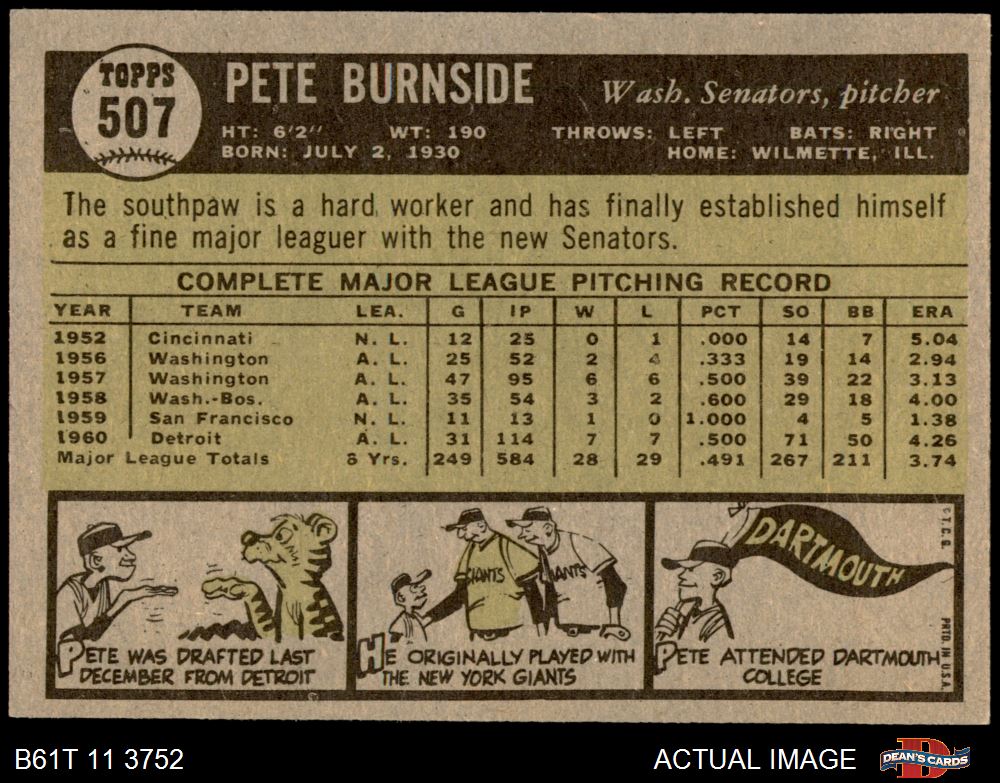 TOPPS
507
PETE BURNSIDE
Wash. Senators, pitcher
HT: 6'2" WT: 190 THROWS: LEFT BATS: RIGHT
BORN: JULY 2, 1930 HOME: WILMETTE, ILL.
The southpaw is a hard worker and has finally established himself
as a fine major leaguer with the new Senators.
COMPLETE MAJOR LEAGUE PITCHING RECORD
YEAR TEAM LEA. G IP W L PCT SO BB ERA
1952 Cincinnati N. L. 12 25 0 1 .000 14 7 5.04
1956 Washington A. L. 25 52 2 4 .333 19 14 2.94
1957 Washington A. L. 47 95 6 6 .500 39 22 3.13
1958 Wash.-Bos. A. L. 35 54 3 2 .600 29 18 4.00
1959 San Francisco N. L. 11 13 1 0 1.000 4 5 1.38
1960 Detroit A. L. 31 114 7 7 .500 71 50 4.26
Major League Totals 8 Yrs. 249 584 28 29 .491 267 211 3.74
PETE WAS DRAFTED LAST
DECEMBER FROM DETROIT
GIANTS
IANTS
HE ORIGINALLY PLAYED WITH
THE NEW YORK GIANTS
DARTMOUTH
PETE ATTENDED DARTMOUTH
COLLEGE
©T.C.G.
PRTD. IN U.S.A.
B61T 11 3752
ACTUAL IMAGE
DEAN'S CARDS